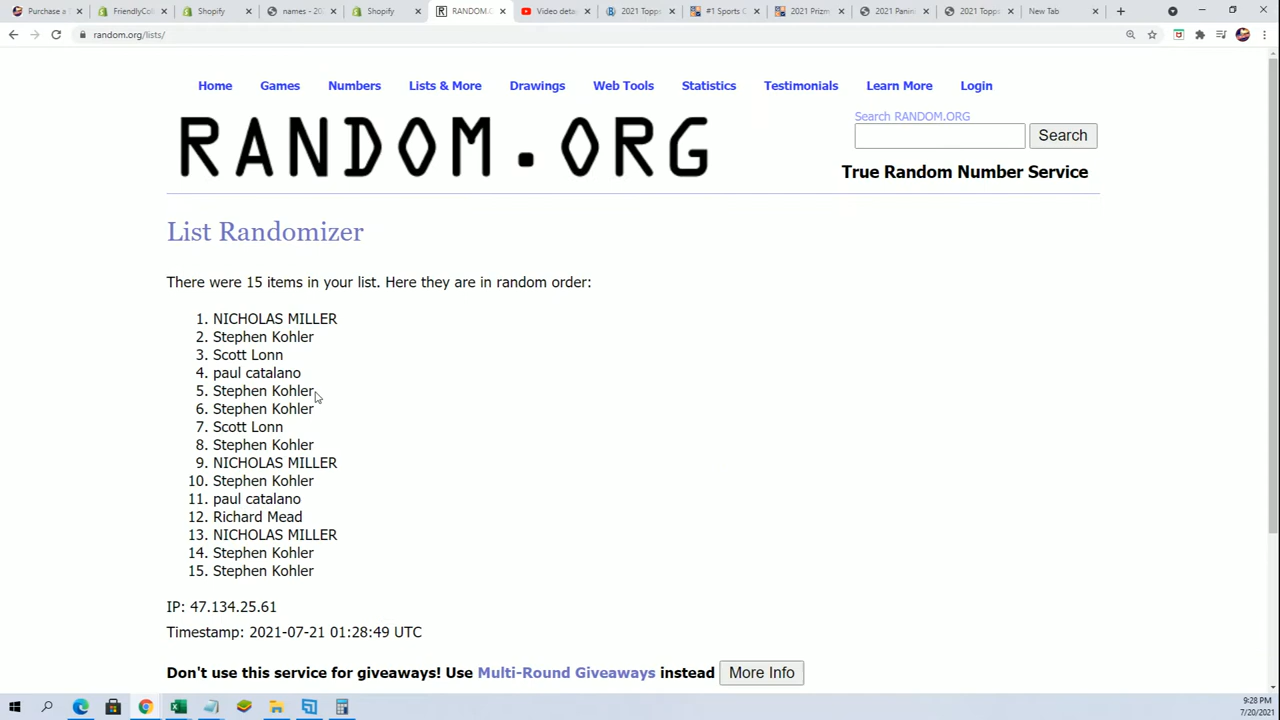 Purchase a
FriendlyCol
Shopify
names - 20
Shopify
RANDOM.O
Video deta
2021 Topp
#1 Sports C
2021 Prizm
2021 Panin
2021 Topp
New Tab
random.org/lists/
Home Games Numbers Lists & More Drawings Web Tools Statistics Testimonials Learn More Login
RANDOM.ORG
Search RANDOM.ORG
Search
True Random Number Service
List Randomizer
There were 15 items in your list. Here they are in random order:
1. NICHOLAS MILLER
2. Stephen Kohler
3. Scott Lonn
4. paul catalano
5. Stephen Kohler
6. Stephen Kohler
7. Scott Lonn
8. Stephen Kohler
9. NICHOLAS MILLER
10. Stephen Kohler
11. paul catalano
12. Richard Mead
13. NICHOLAS MILLER
14. Stephen Kohler
15. Stephen Kohler
IP: 47.134.25.61
Timestamp: 2021-07-21 01:28:49 UTC
Don't use this service for giveaways! Use Multi-Round Giveaways instead More Info
9:28 PM
7/20/2021